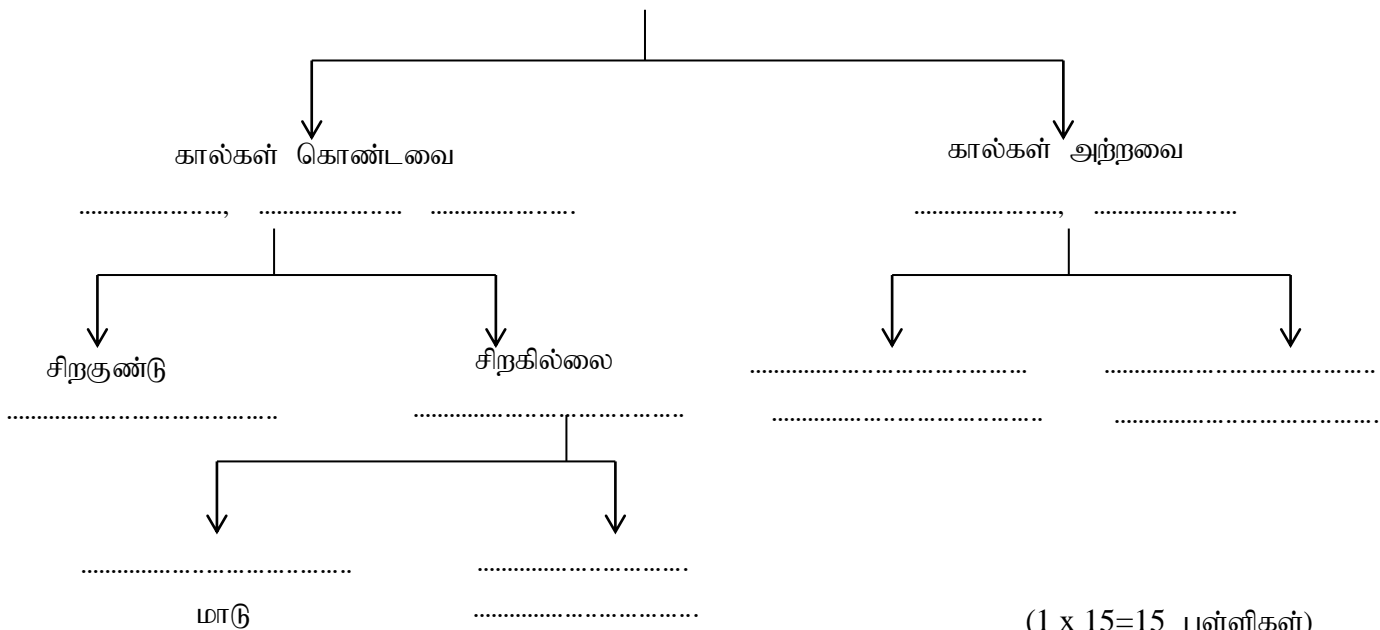 கால்கள் கொண்டவை கால்கள் அற்றவை
........................, ........................ ........................ ........................, ........................
சிறகுண்டு சிறகில்லை ............................................. .............................................
............................................. ............................................. ............................................. .............................................
............................................. ...................................
மாடு ..................................... (1 x 15=15 புள்ளிகள்)